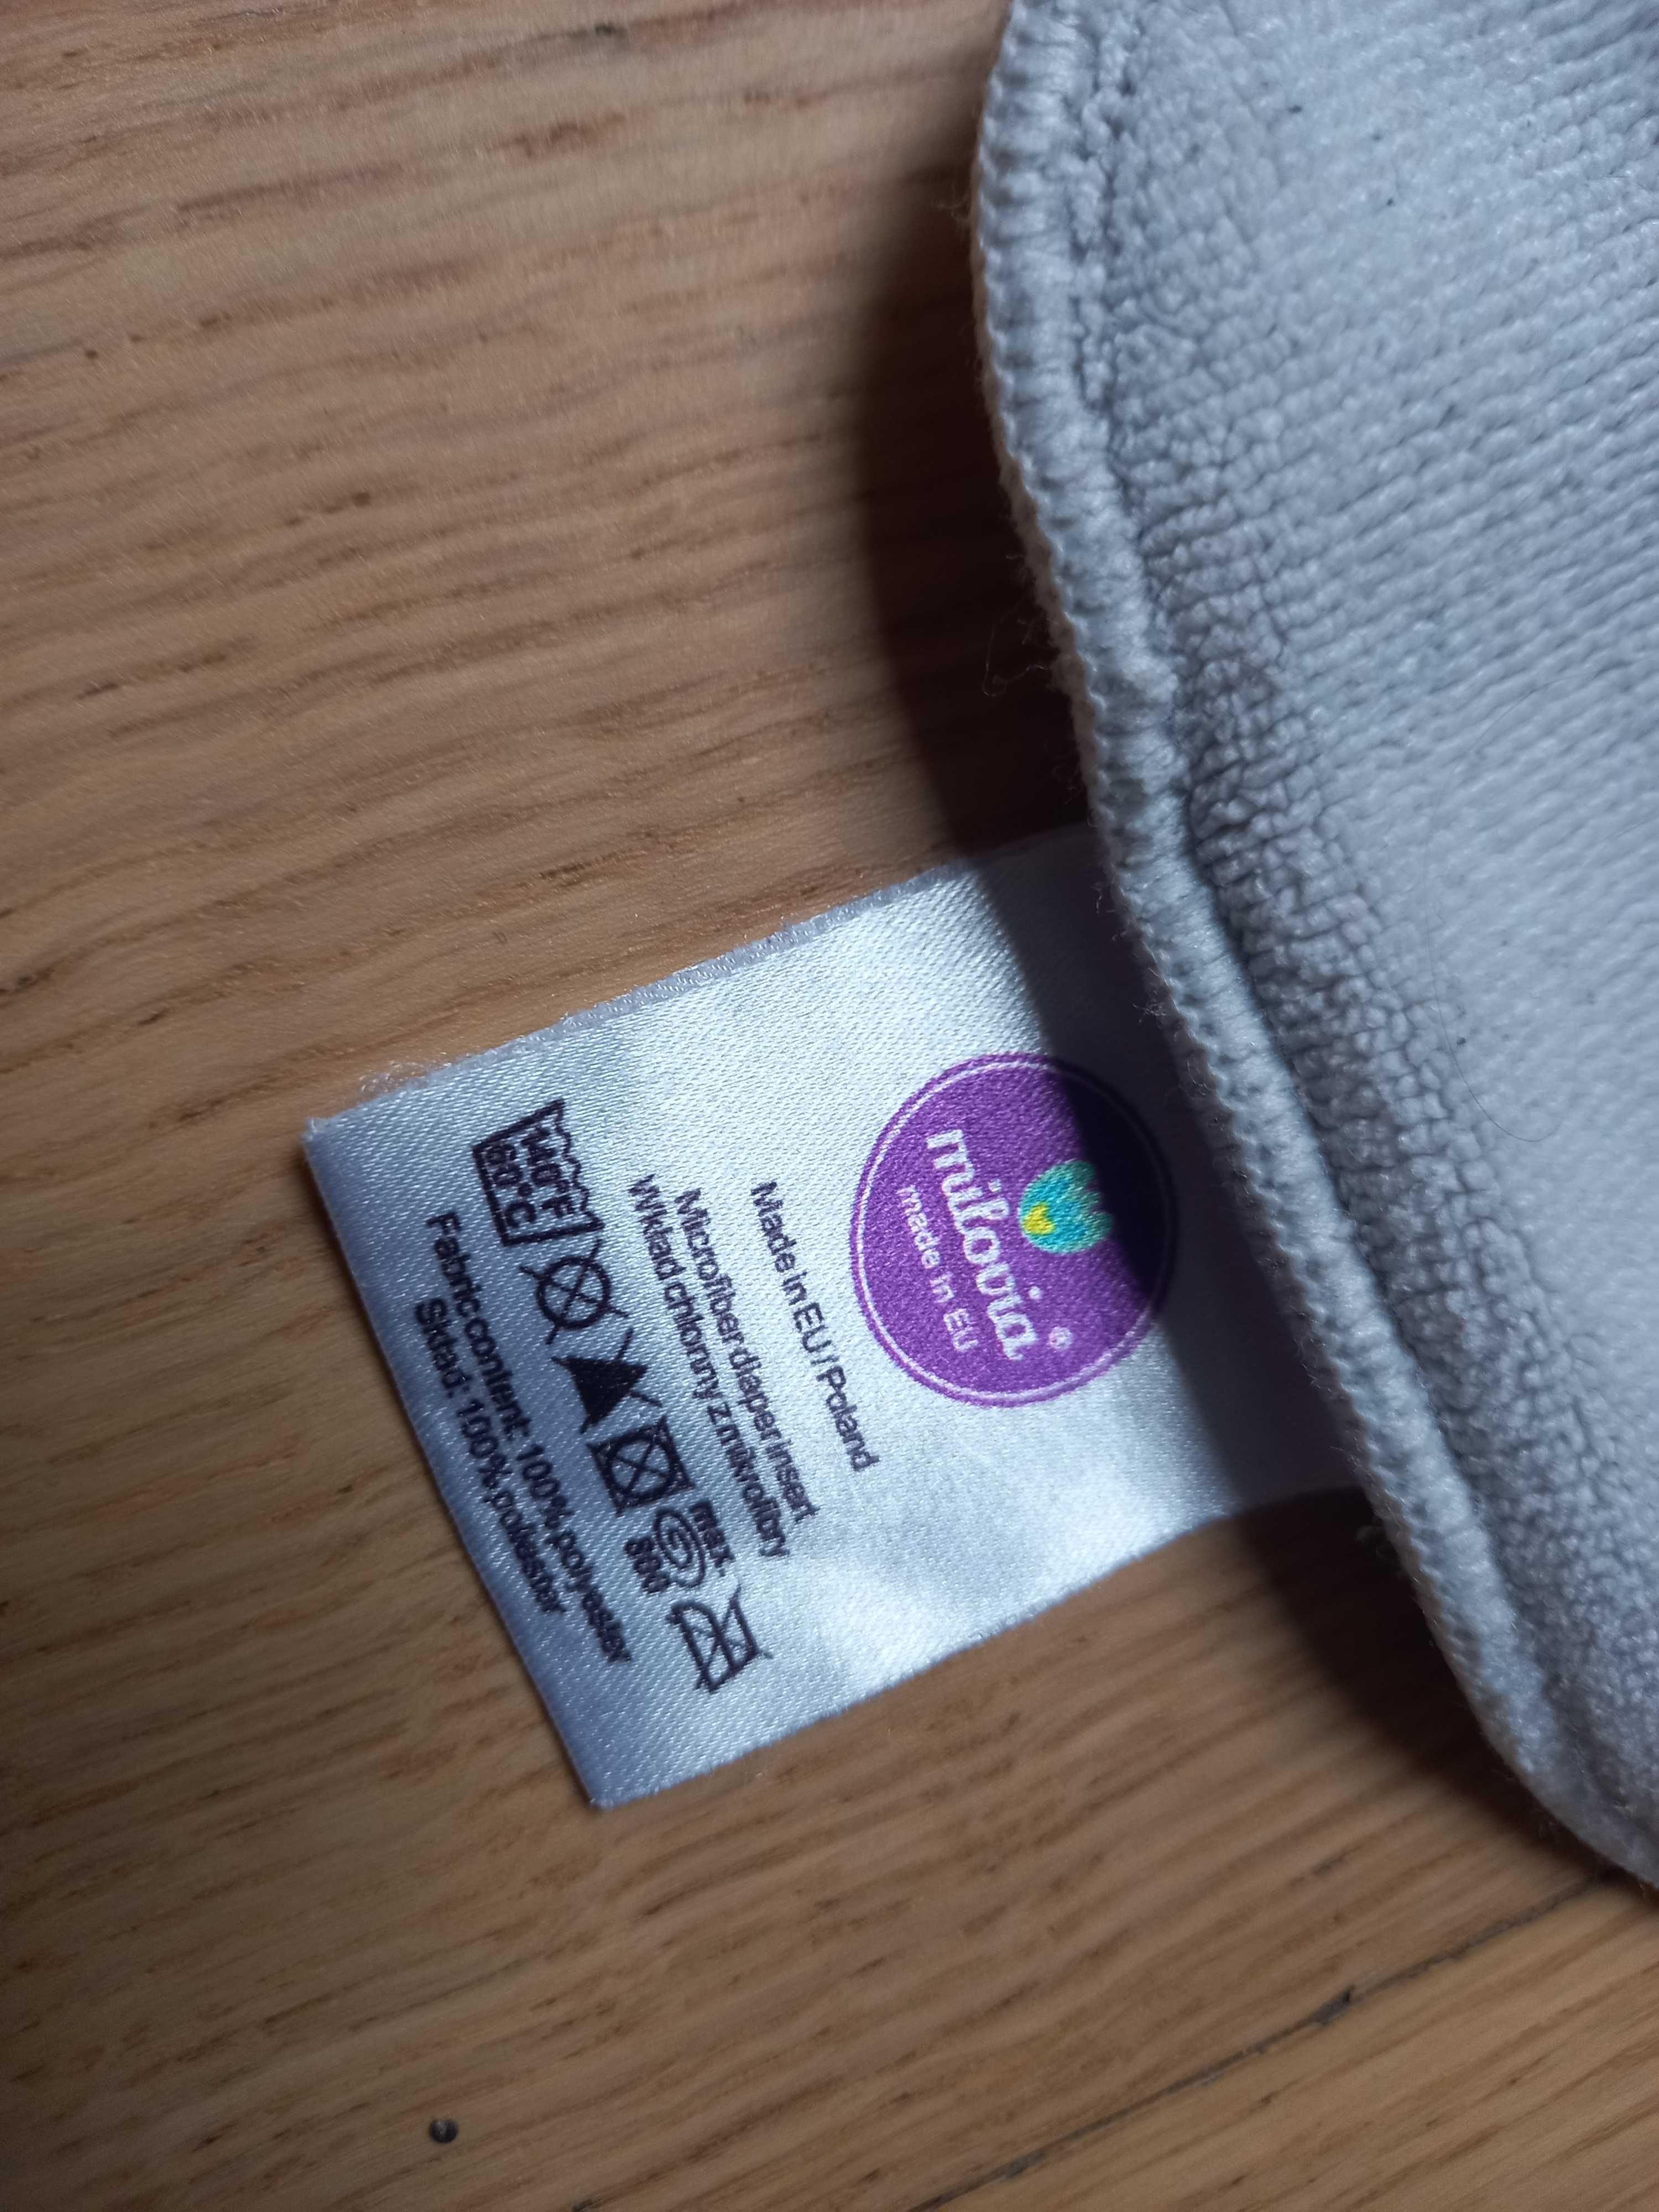 milovia®
made in EU
Made in EU / Poland
Microfiber diaper insert
Wkład chłonny z mikrofibry
140°F
60°C
max.
800
Fabric content: 100% polyester
Skład: 100% poliester